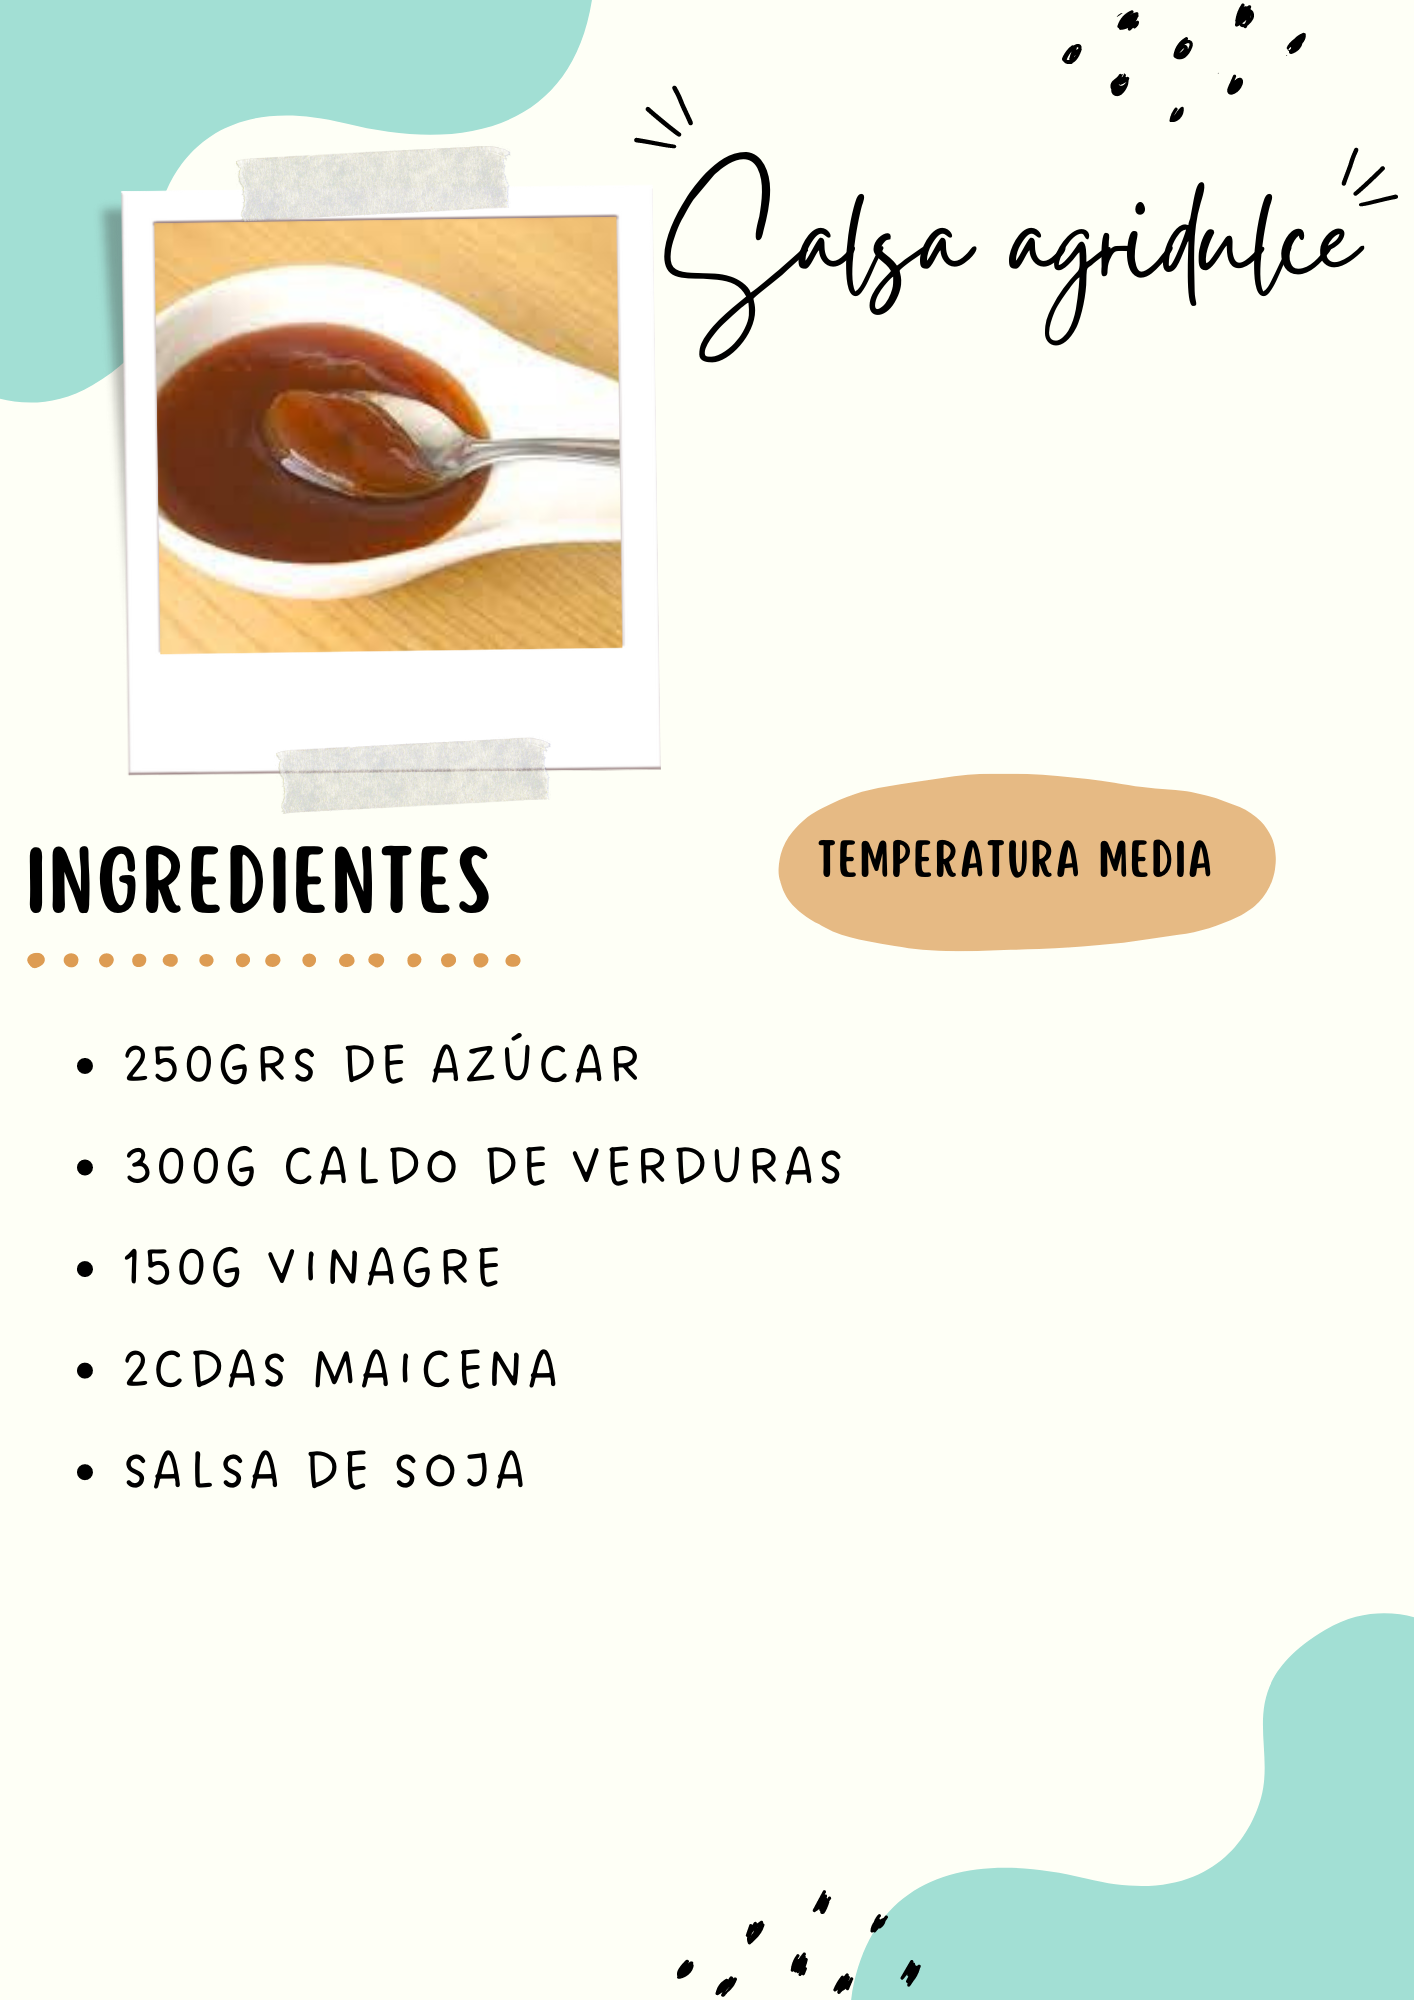 Salsa agridulce
INGREDIENTES
TEMPERATURA MEDIA
250GRS DE AZÚCAR
300G CALDO DE VERDURAS
150G VINAGRE
2CDAS MAICENA
SALSA DE SOJA